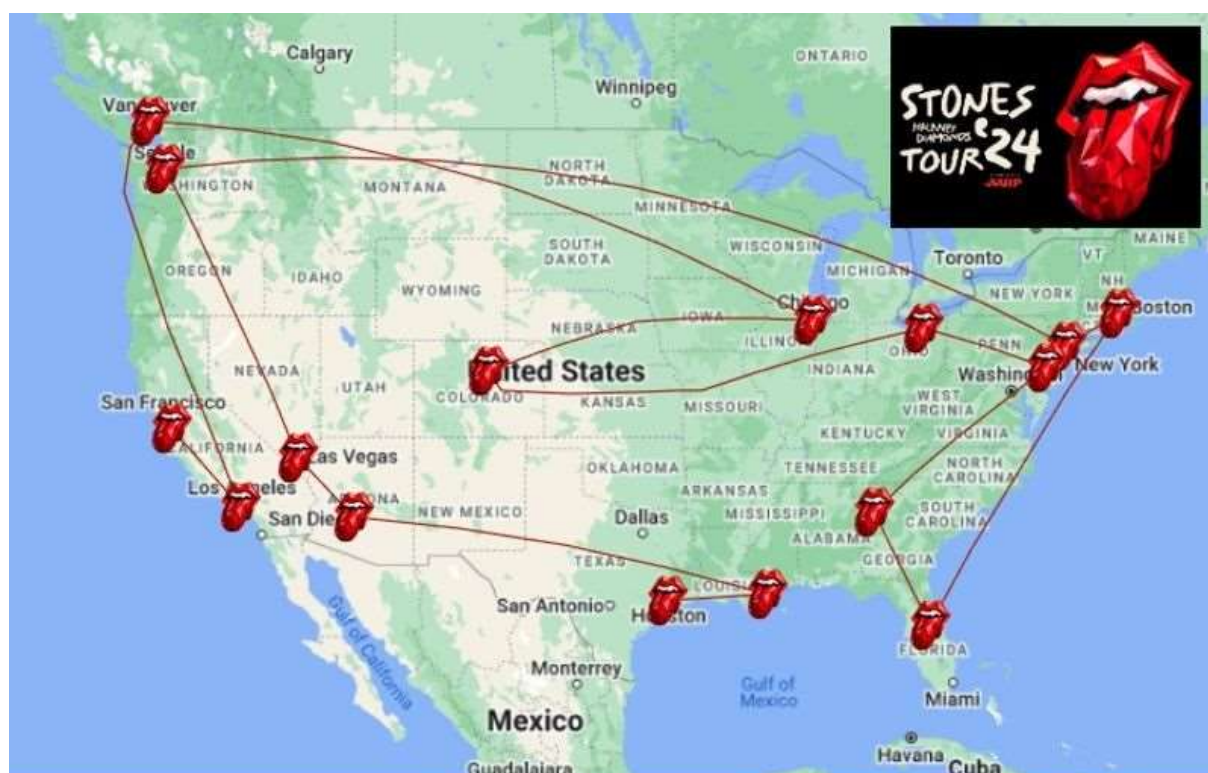 Calgary
ONTARIO
Winnipeg
STONES
HACKNEY
DIAMONDS
TOUR '24
AARP
Vancouver
Seattle
WASHINGTON
MONTANA
NORTH
DAKOTA
MINNESOTA
MAINE
VT
NH
Toronto
WISCONSIN
MICHIGAN
SOUTH
DAKOTA
OREGON
IDAHO
WYOMING
NEW YORK
Chicago
Boston
IOWA
NEBRASKA
ILLINOIS
OHIO
PENN
New York
NEVADA
UTAH
COLORADO
United States
KANSAS
MISSOURI
INDIANA
Washington
WEST
VIRGINIA
San Francisco
KENTUCKY
VIRGINIA
CALIFORNIA
Las Vegas
OKLAHOMA
TENNESSEE
NORTH
CAROLINA
Los Angeles
ARIZONA
ARKANSAS
NEW MEXICO
San Die
Dallas
MISSISSIPPI
SOUTH
CAROLINA
ALABAMA
GEORGIA
TEXAS
LOUISI
San Antonio
Houston
Gulf of California
FLORIDA
Monterrey
Gulf of
Mexico
Miami
Mexico
Havana
Cuba
Guadalajara